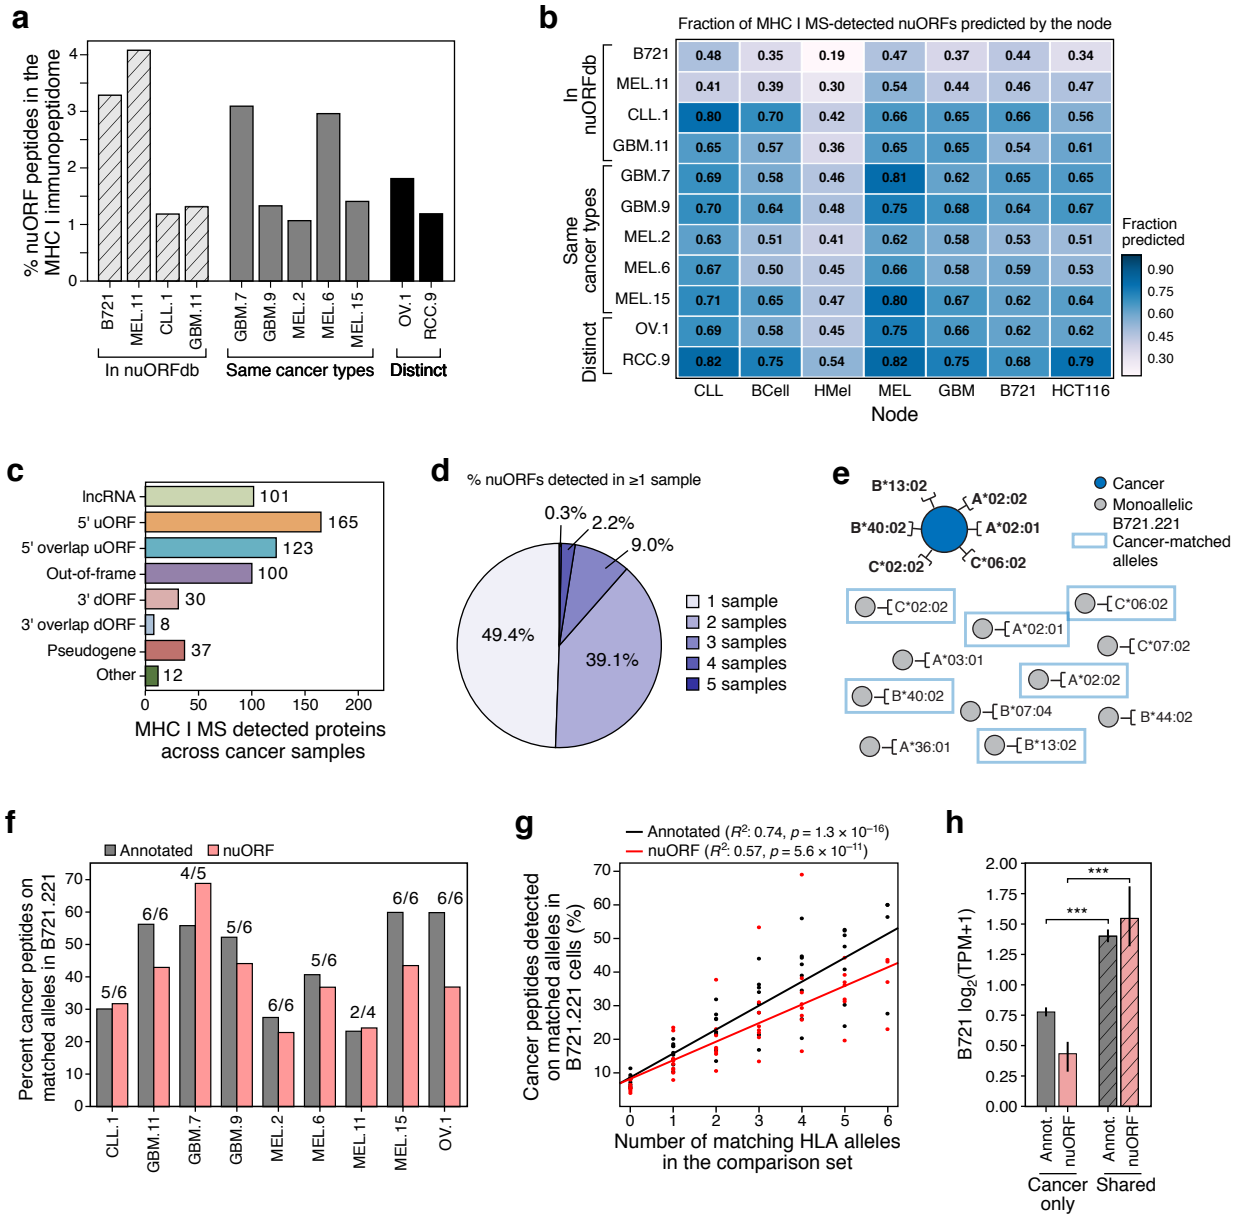 a
% nuORF peptides in the
MHC I immunopeptidome
4
3
2
1
0
B721
MEL.11
CLL.1
GBM.11
GBM.7
GBM.9
MEL.2
MEL.6
MEL.15
OV.1
RCC.9
In nuORFdb
Same cancer types
Distinct
b
Fraction of MHC I MS-detected nuORFs predicted by the node
In
nuORFdb
Same
cancer types
Distinct
B721 0.48 0.35 0.19 0.47 0.37 0.44 0.34
MEL.11 0.41 0.39 0.30 0.54 0.44 0.46 0.47
CLL.1 0.80 0.70 0.42 0.66 0.65 0.66 0.56
GBM.11 0.65 0.57 0.36 0.65 0.65 0.54 0.61
GBM.7 0.69 0.58 0.46 0.81 0.62 0.65 0.65
GBM.9 0.70 0.64 0.48 0.75 0.68 0.64 0.67
MEL.2 0.63 0.51 0.41 0.62 0.58 0.53 0.51
MEL.6 0.67 0.50 0.45 0.66 0.58 0.59 0.53
MEL.15 0.71 0.65 0.47 0.80 0.67 0.62 0.64
OV.1 0.69 0.58 0.45 0.75 0.66 0.62 0.62
RCC.9 0.82 0.75 0.54 0.82 0.75 0.68 0.79
CLL BCell HMel MEL GBM B721 HCT116
Node
Fraction
predicted
0.90
0.75
0.60
0.45
0.30
c
lncRNA 101
5' uORF 165
5' overlap uORF 123
Out-of-frame 100
3' dORF 30
3' overlap dORF 8
Pseudogene 37
Other 12
0 50 100 150 200
MHC I MS detected proteins
across cancer samples
d
% nuORFs detected in ≥1 sample
0.3%
2.2%
9.0%
49.4%
39.1%
1 sample
2 samples
3 samples
4 samples
5 samples
e
B*13:02
A*02:02
B*40:02
A*02:01
C*02:02
C*06:02
Cancer
Monoallelic
B721.221
Cancer-matched
alleles
C*02:02
C*06:02
A*02:01
C*07:02
A*03:01
A*02:02
B*40:02
B*07:04
B*44:02
A*36:01
B*13:02
f
Annotated nuORF
Percent cancer peptides on
matched alleles in B721.221
70
60
50
40
30
20
10
0
5/6
6/6
4/5
5/6
6/6
5/6
2/4
6/6
6/6
CLL.1
GBM.11
GBM.7
GBM.9
MEL.2
MEL.6
MEL.11
MEL.15
OV.1
g
Annotated (R²: 0.74, p = 1.3 × 10⁻¹⁶)
nuORF (R²: 0.57, p = 5.6 × 10⁻¹¹)
Cancer peptides detected
on matched alleles in
B721.221 cells (%)
70
60
50
40
30
20
10
0 1 2 3 4 5 6
Number of matching HLA alleles
in the comparison set
h
B721 log₂(TPM+1)
2.00
1.75
1.50
1.25
1.00
0.75
0.50
0.25
0.00
***
***
Annot.
nuORF
Annot.
nuORF
Cancer
only
Shared